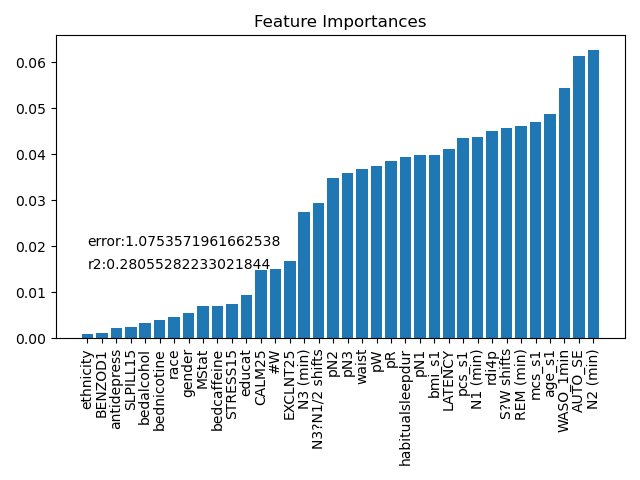 Feature Importances
0.06
0.05
0.04
0.03
0.02
0.01
0.00
error:1.0753571961662538
r2:0.28055282233021844
ethnicity
BENZOD1
antidepress
SLPILL15
bedalcohol
bednicotine
race
gender
MStat
bedcaffeine
STRESS15
educat
CALM25
#W
EXCLNT25
N3 (min)
N3?N1/2 shifts
pN2
pN3
waist
pW
pR
habitualsleepdur
pN1
bmi_s1
LATENCY
pcs_s1
N1 (min)
rdi4p
S?W shifts
REM (min)
mcs_s1
age_s1
WASO_1min
AUTO_SE
N2 (min)